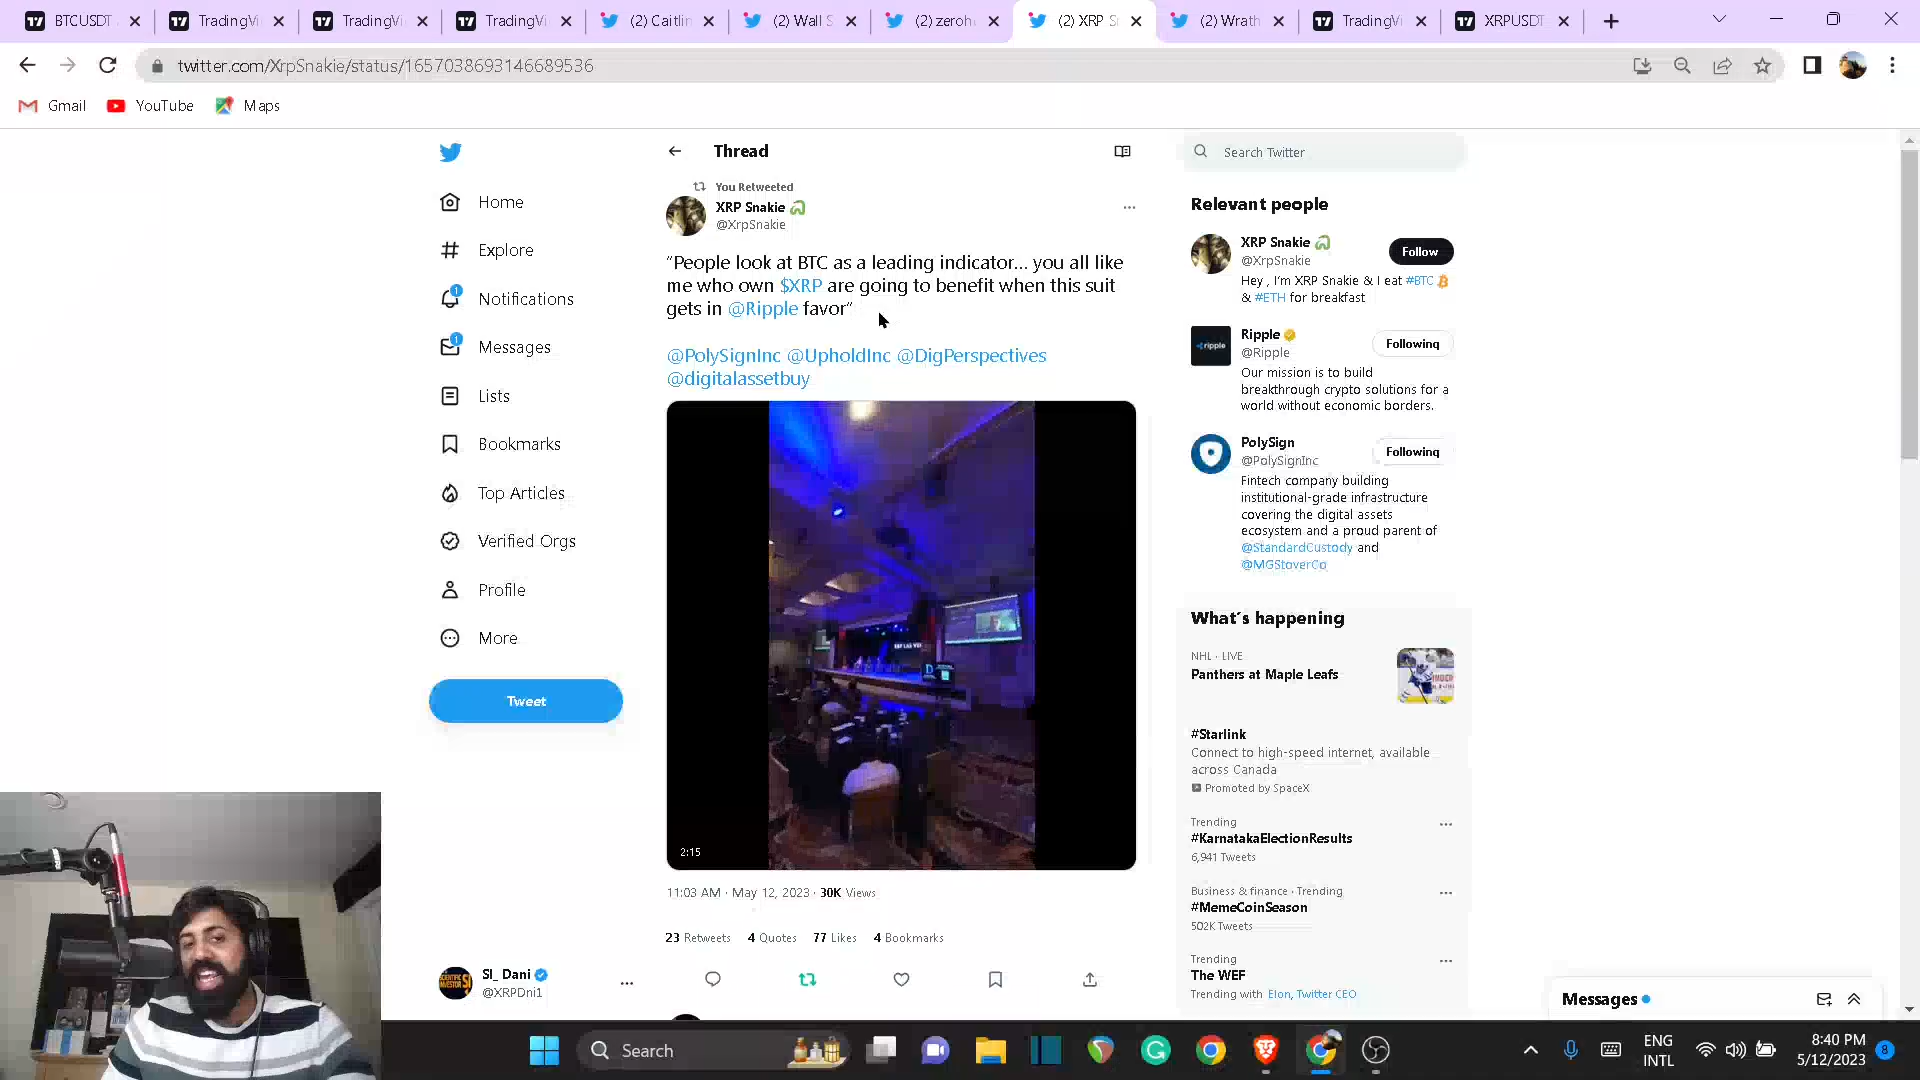 BTCUSDT
TradingVi
TradingVi
TradingVi
(2) Caitlin
(2) Wall S
(2) zeroh
(2) XRP S
(2) Wrath
TradingVi
XRPUSDT
twitter.com/XrpSnakie/status/1657038693146689536
Gmail
YouTube
Maps
Thread
Search Twitter
You Retweeted
XRP Snakie
@XrpSnakie
"People look at BTC as a leading indicator... you all like
me who own $XRP are going to benefit when this suit
gets in @Ripple favor"
@PolySignInc @UpholdInc @DigPerspectives
@digitalassetbuy
2:15
11:03 AM · May 12, 2023 · 30K Views
23 Retweets 4 Quotes 77 Likes 4 Bookmarks
Home
Explore
1
Notifications
1
Messages
Lists
Bookmarks
Top Articles
Verified Orgs
Profile
More
Tweet
SI_Dani
@XRPDni1
Relevant people
XRP Snakie
@XrpSnakie
Follow
Hey , I'm XRP Snakie & I eat #BTC
& #ETH for breakfast
Ripple
@Ripple
Following
ripple
Our mission is to build
breakthrough crypto solutions for a
world without economic borders.
PolySign
@PolySignInc
Following
Fintech company building
institutional-grade infrastructure
covering the digital assets
ecosystem and a proud parent of
@StandardCustody and
@MGStoverCo
What's happening
NHL · LIVE
Panthers at Maple Leafs
#Starlink
Connect to high-speed internet, available
across Canada
Promoted by SpaceX
Trending
#KarnatakaElectionResults
6,941 Tweets
Business & finance · Trending
#MemeCoinSeason
502K Tweets
Trending
The WEF
Trending with Elon, Twitter CEO
Messages
Search
ENG
INTL
8:40 PM
5/12/2023
8